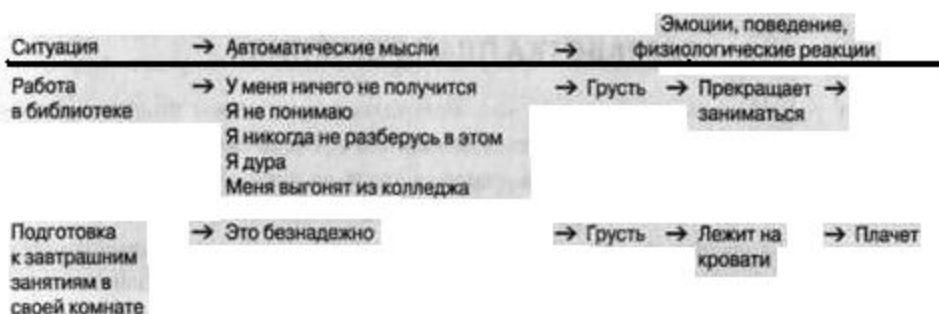 Ситуация → Автоматические мысли → Эмоции, поведение,
физиологические реакции
Работа → У меня ничего не получится → Грусть → Прекращает →
в библиотеке Я не понимаю заниматься
Я никогда не разберусь в этом
Я дура
Меня выгонят из колледжа
Подготовка → Это безнадежно → Грусть → Лежит на → Плачет
к завтрашним кровати
занятиям в
своей комнате